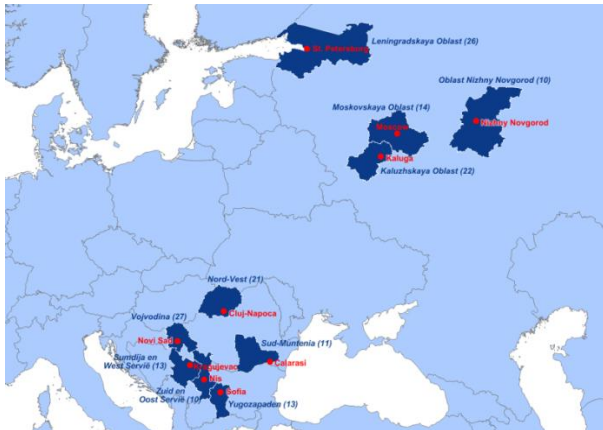 Leningradskaya Oblast (26)
St. Petersburg
Oblast Nizhny Novgorod (10)
Moskovskaya Oblast (14)
Nizhny Novgorod
Moscow
Kaluga
Kaluzhskaya Oblast (22)
Nord-Vest (21)
Cluj-Napoca
Vojvodina (27)
Novi Sad
Sud-Muntenia (11)
Sumdija en
West Servië (13)
Kragujevac
Calarasi
Nis
Zuid en
Oost Servië (10)
Sofia
Yugozapaden (13)